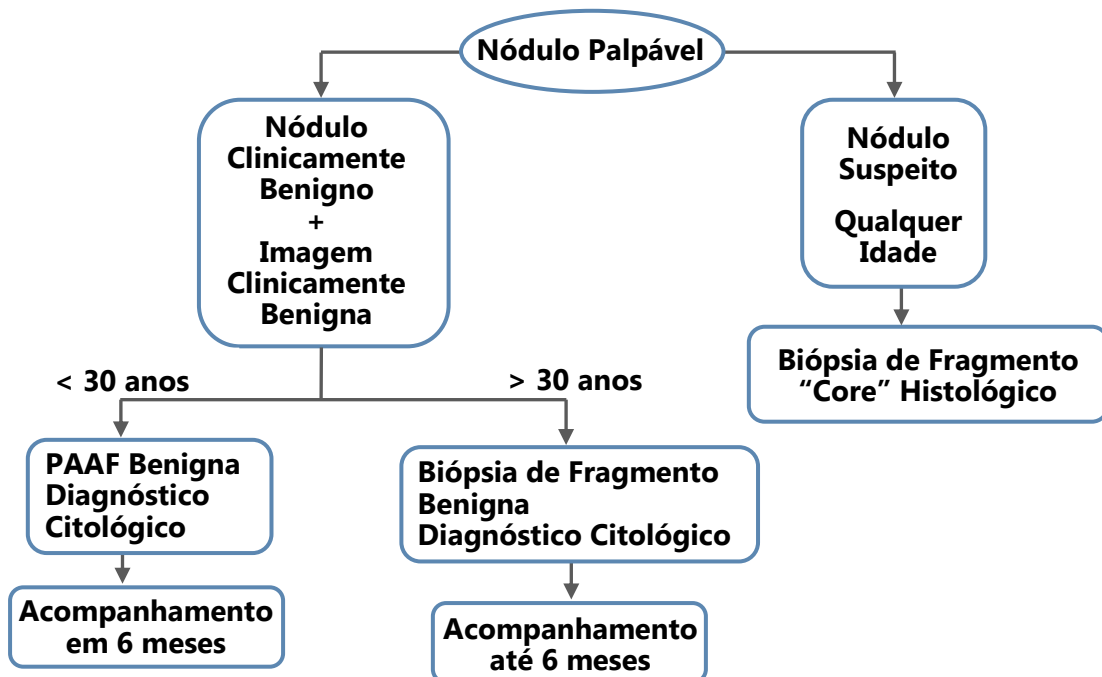 Nódulo Palpável
Nódulo
Clinicamente
Benigno
+
Imagem
Clinicamente
Benigna
Nódulo
Suspeito
Qualquer
Idade
Biópsia de Fragmento
“Core” Histológico
< 30 anos
> 30 anos
PAAF Benigna
Diagnóstico
Citológico
Biópsia de Fragmento
Benigna
Diagnóstico Citológico
Acompanhamento
em 6 meses
Acompanhamento
até 6 meses